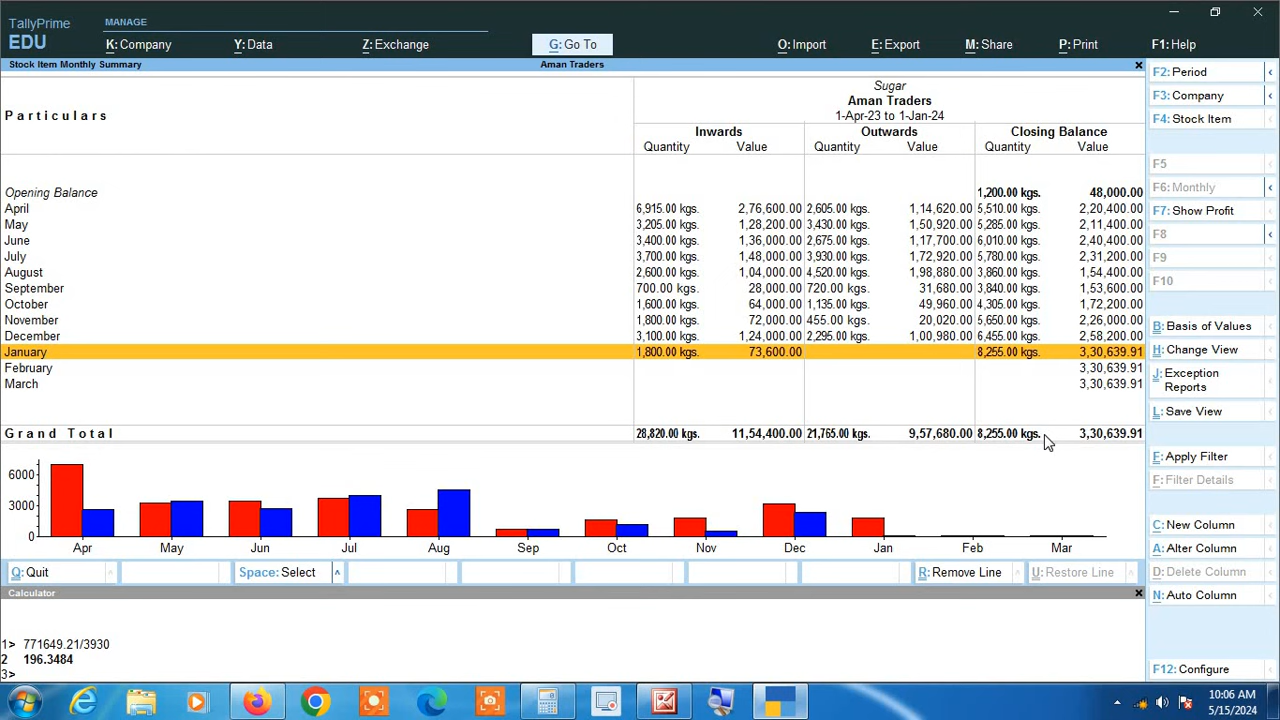 TallyPrime
EDU
MANAGE
K: Company
Y: Data
Z: Exchange
G: Go To
O: Import
E: Export
M: Share
P: Print
F1: Help
Stock Item Monthly Summary
Aman Traders
Particulars
Sugar
Aman Traders
1-Apr-23 to 1-Jan-24
Inwards Outwards Closing Balance
Quantity Value Quantity Value Quantity Value
Opening Balance 1,200.00 kgs. 48,000.00
April 6,915.00 kgs. 2,76,600.00 2,605.00 kgs. 1,14,620.00 5,510.00 kgs. 2,20,400.00
May 3,205.00 kgs. 1,28,200.00 3,430.00 kgs. 1,50,920.00 5,285.00 kgs. 2,11,400.00
June 3,400.00 kgs. 1,36,000.00 2,675.00 kgs. 1,17,700.00 6,010.00 kgs. 2,40,400.00
July 3,700.00 kgs. 1,48,000.00 3,930.00 kgs. 1,72,920.00 5,780.00 kgs. 2,31,200.00
August 2,600.00 kgs. 1,04,000.00 4,520.00 kgs. 1,98,880.00 3,860.00 kgs. 1,54,400.00
September 700.00 kgs. 28,000.00 720.00 kgs. 31,680.00 3,840.00 kgs. 1,53,600.00
October 1,600.00 kgs. 64,000.00 1,135.00 kgs. 49,960.00 4,305.00 kgs. 1,72,200.00
November 1,800.00 kgs. 72,000.00 455.00 kgs. 20,020.00 5,650.00 kgs. 2,26,000.00
December 3,100.00 kgs. 1,24,000.00 2,295.00 kgs. 1,00,980.00 6,455.00 kgs. 2,58,200.00
January 1,800.00 kgs. 73,600.00 8,255.00 kgs. 3,30,639.91
February 3,30,639.91
March 3,30,639.91
Grand Total 28,820.00 kgs. 11,54,400.00 21,765.00 kgs. 9,57,680.00 8,255.00 kgs. 3,30,639.91
6000
3000
0
Apr May Jun Jul Aug Sep Oct Nov Dec Jan Feb Mar
Q: Quit
Space: Select
R: Remove Line
U: Restore Line
Calculator
1> 771649.21/3930
2 196.3484
3>
F2: Period
F3: Company
F4: Stock Item
F5
F6: Monthly
F7: Show Profit
F8
F9
F10
B: Basis of Values
H: Change View
J: Exception
Reports
L: Save View
F: Apply Filter
F: Filter Details
C: New Column
A: Alter Column
D: Delete Column
N: Auto Column
F12: Configure
10:06 AM
5/15/2024